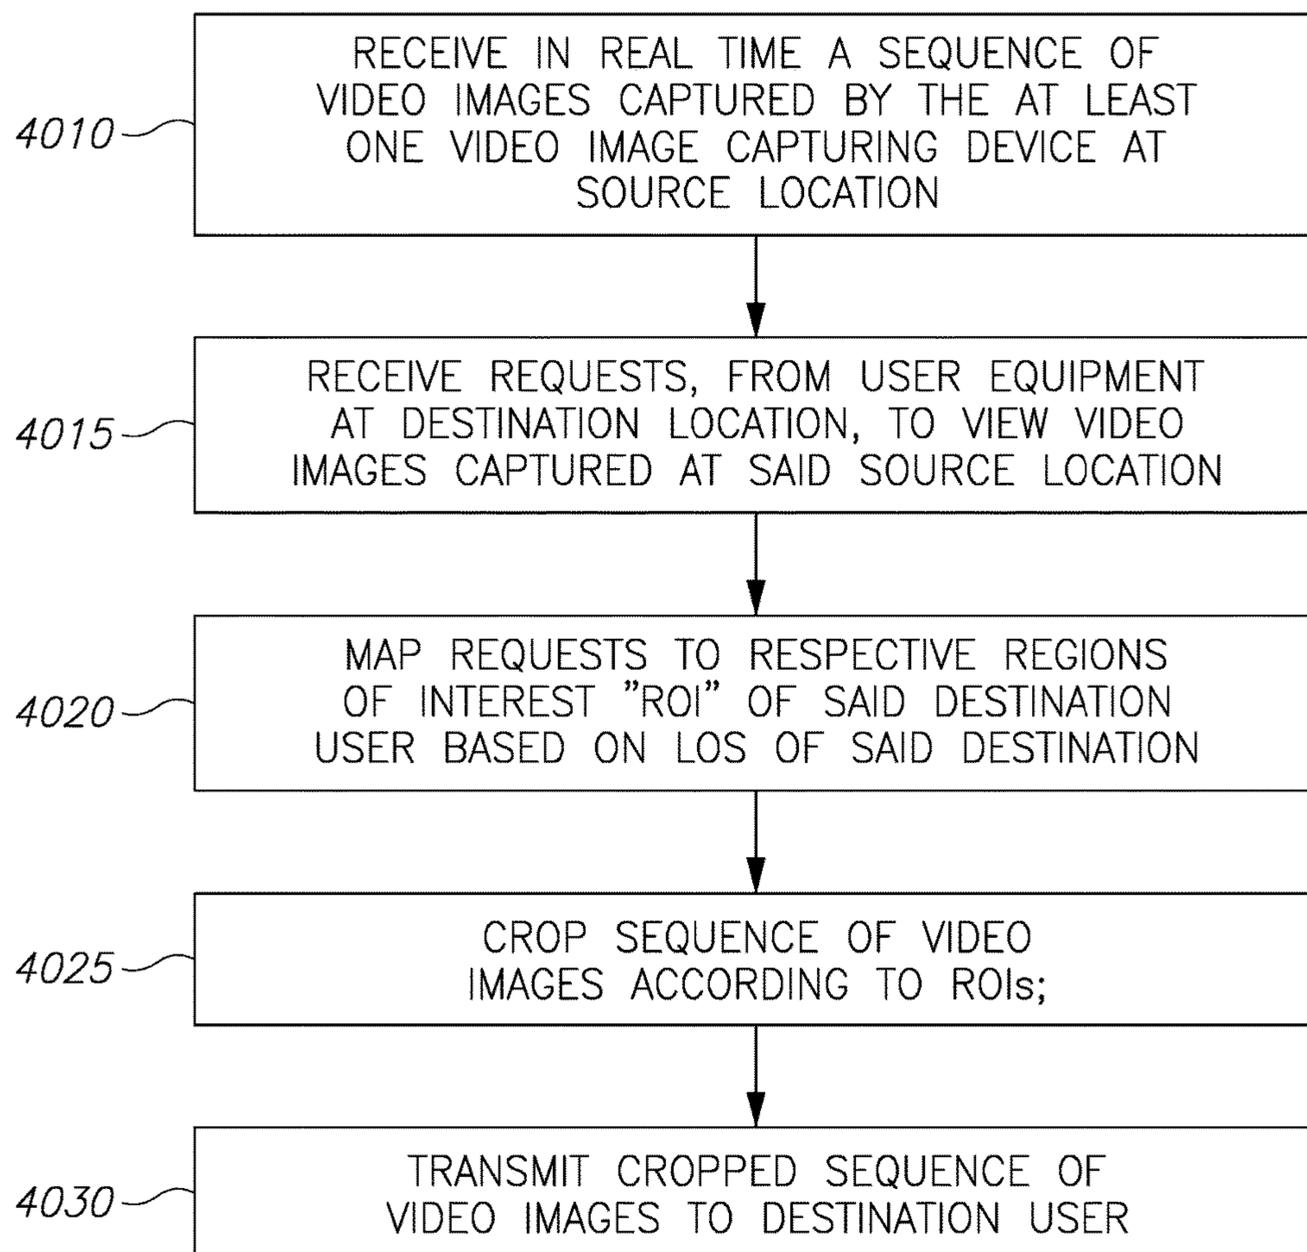 4010
RECEIVE IN REAL TIME A SEQUENCE OF
VIDEO IMAGES CAPTURED BY THE AT LEAST
ONE VIDEO IMAGE CAPTURING DEVICE AT
SOURCE LOCATION
4015
RECEIVE REQUESTS, FROM USER EQUIPMENT
AT DESTINATION LOCATION, TO VIEW VIDEO
IMAGES CAPTURED AT SAID SOURCE LOCATION
4020
MAP REQUESTS TO RESPECTIVE REGIONS
OF INTEREST ”ROI” OF SAID DESTINATION
USER BASED ON LOS OF SAID DESTINATION
4025
CROP SEQUENCE OF VIDEO
IMAGES ACCORDING TO ROIs;
4030
TRANSMIT CROPPED SEQUENCE OF
VIDEO IMAGES TO DESTINATION USER